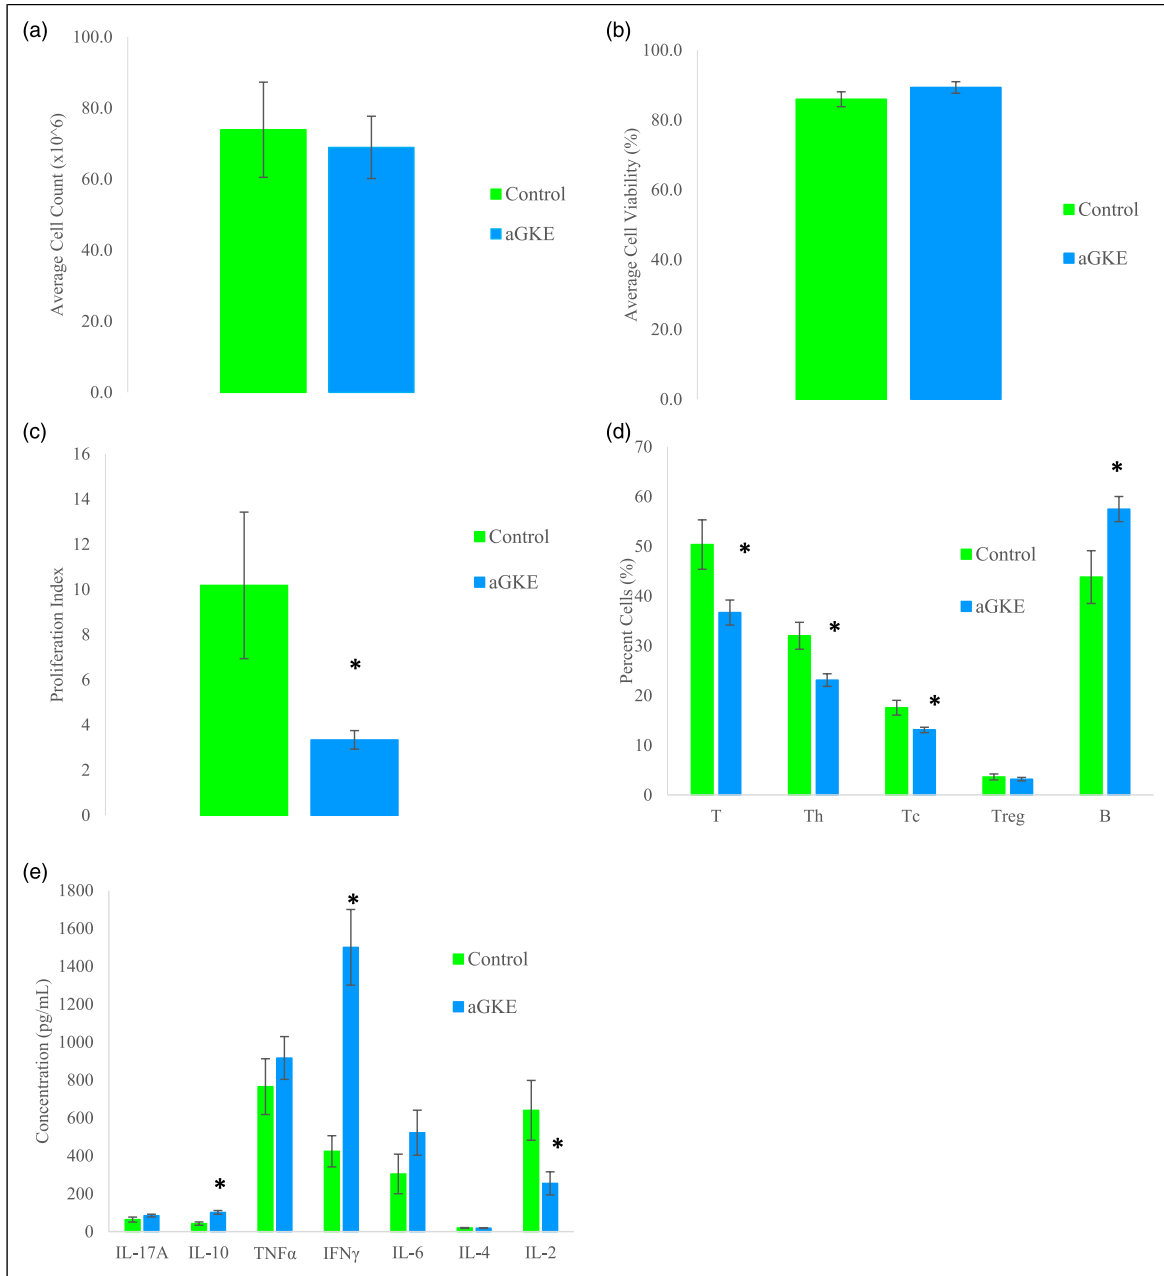 (a)
100.0
80.0
60.0
40.0
20.0
0.0
Average Cell Count (x10^6)
Control
aGKE
(b)
100.0
80.0
60.0
40.0
20.0
0.0
Average Cell Viability (%)
Control
aGKE
(c)
16
14
12
10
8
6
4
2
0
Proliferation Index
*
Control
aGKE
(d)
70
60
50
40
30
20
10
0
Percent Cells (%)
*
*
*
*
Control
aGKE
T Th Tc Treg B
(e)
1800
1600
1400
1200
1000
800
600
400
200
0
Concentration (pg/mL)
*
*
*
Control
aGKE
IL-17A IL-10 TNFα IFNγ IL-6 IL-4 IL-2